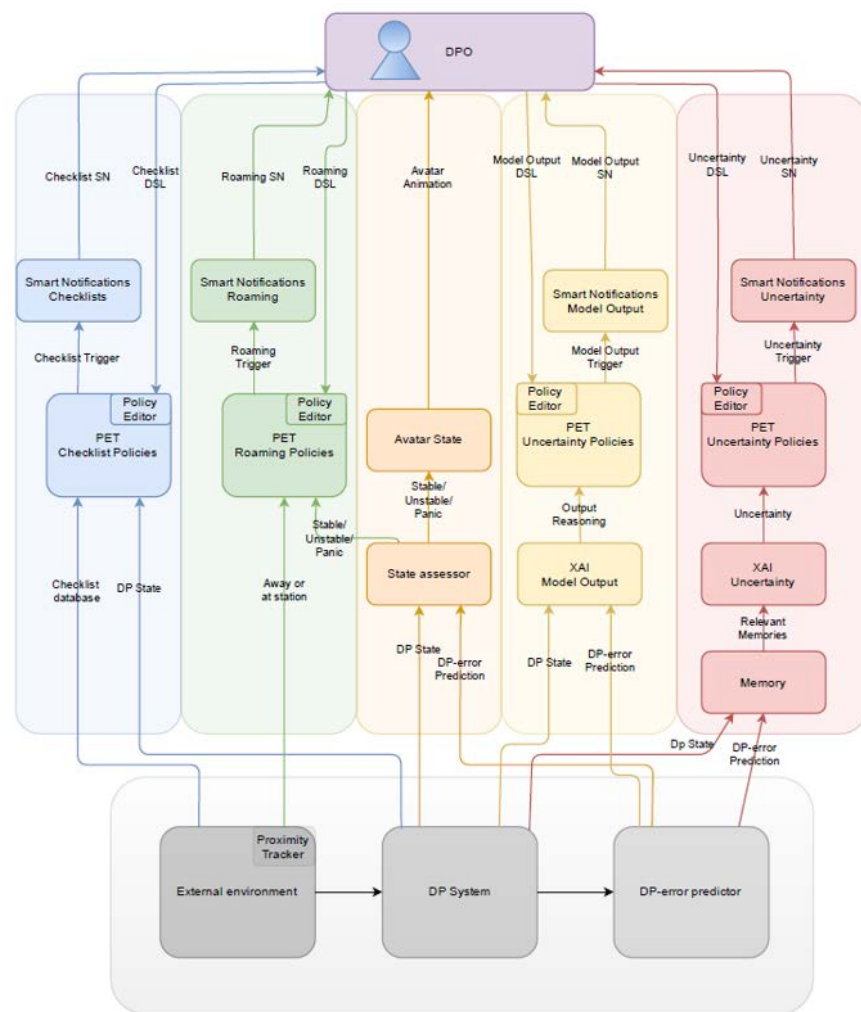 DPO
Checklist SN
Checklist
DSL
Roaming SN
Roaming
DSL
Avatar
Animation
Model Output
DSL
Model Output
SN
Uncertainty
DSL
Uncertainty
SN
Smart Notifications
Checklists
Smart Notifications
Roaming
Smart Notifications
Model Output
Smart Notifications
Uncertainty
Checklist Trigger
Roaming
Trigger
Model Output
Trigger
Uncertainty
Trigger
Policy
Editor
PET
Checklist Policies
Policy
Editor
PET
Roaming Policies
Avatar State
Policy
Editor
PET
Uncertainty Policies
Policy
Editor
PET
Uncertainty Policies
Stable/
Unstable/
Panic
Stable/
Unstable/
Panic
Output
Reasoning
Uncertainty
Checklist
database
DP State
Away or
at station
State assessor
XAI
Model Output
XAI
Uncertainty
Relevant
Memories
DP State
DP-error
Prediction
DP State
DP-error
Prediction
Memory
Dp State
DP-error
Prediction
Proximity
Tracker
External environment
DP System
DP-error predictor